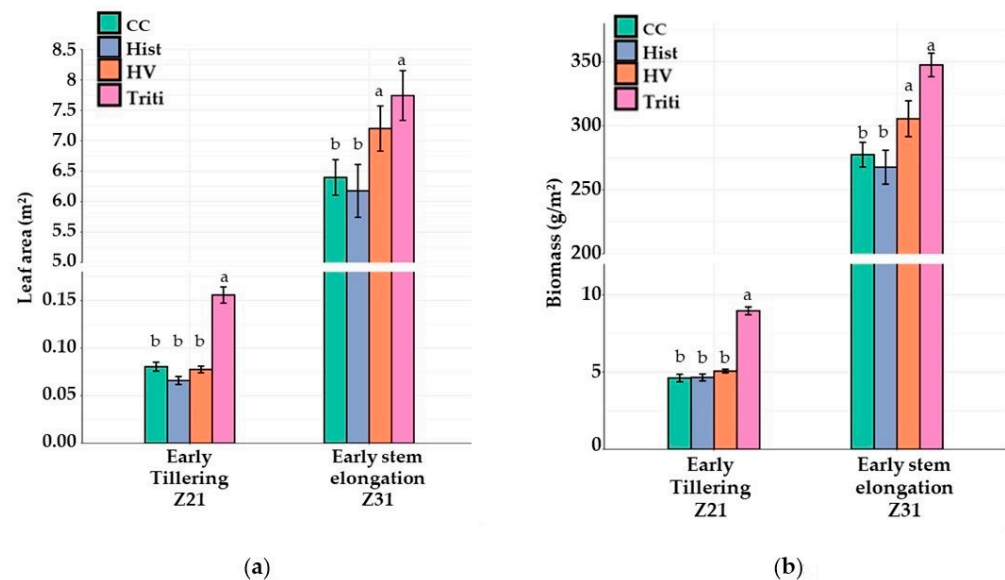 CC
Hist
HV
Triti
8.5
8.0
7.5
7.0
6.5
6.0
5.5
5.0
0.15
0.10
0.05
0.00
Leaf area (m²)
b b b a
b b a a
Early
Tillering
Z21
Early stem
elongation
Z31
(a)
CC
Hist
HV
Triti
350
300
250
200
10
5
0
Biomass (g/m²)
b b b a
b b a a
Early
Tillering
Z21
Early stem
elongation
Z31
(b)